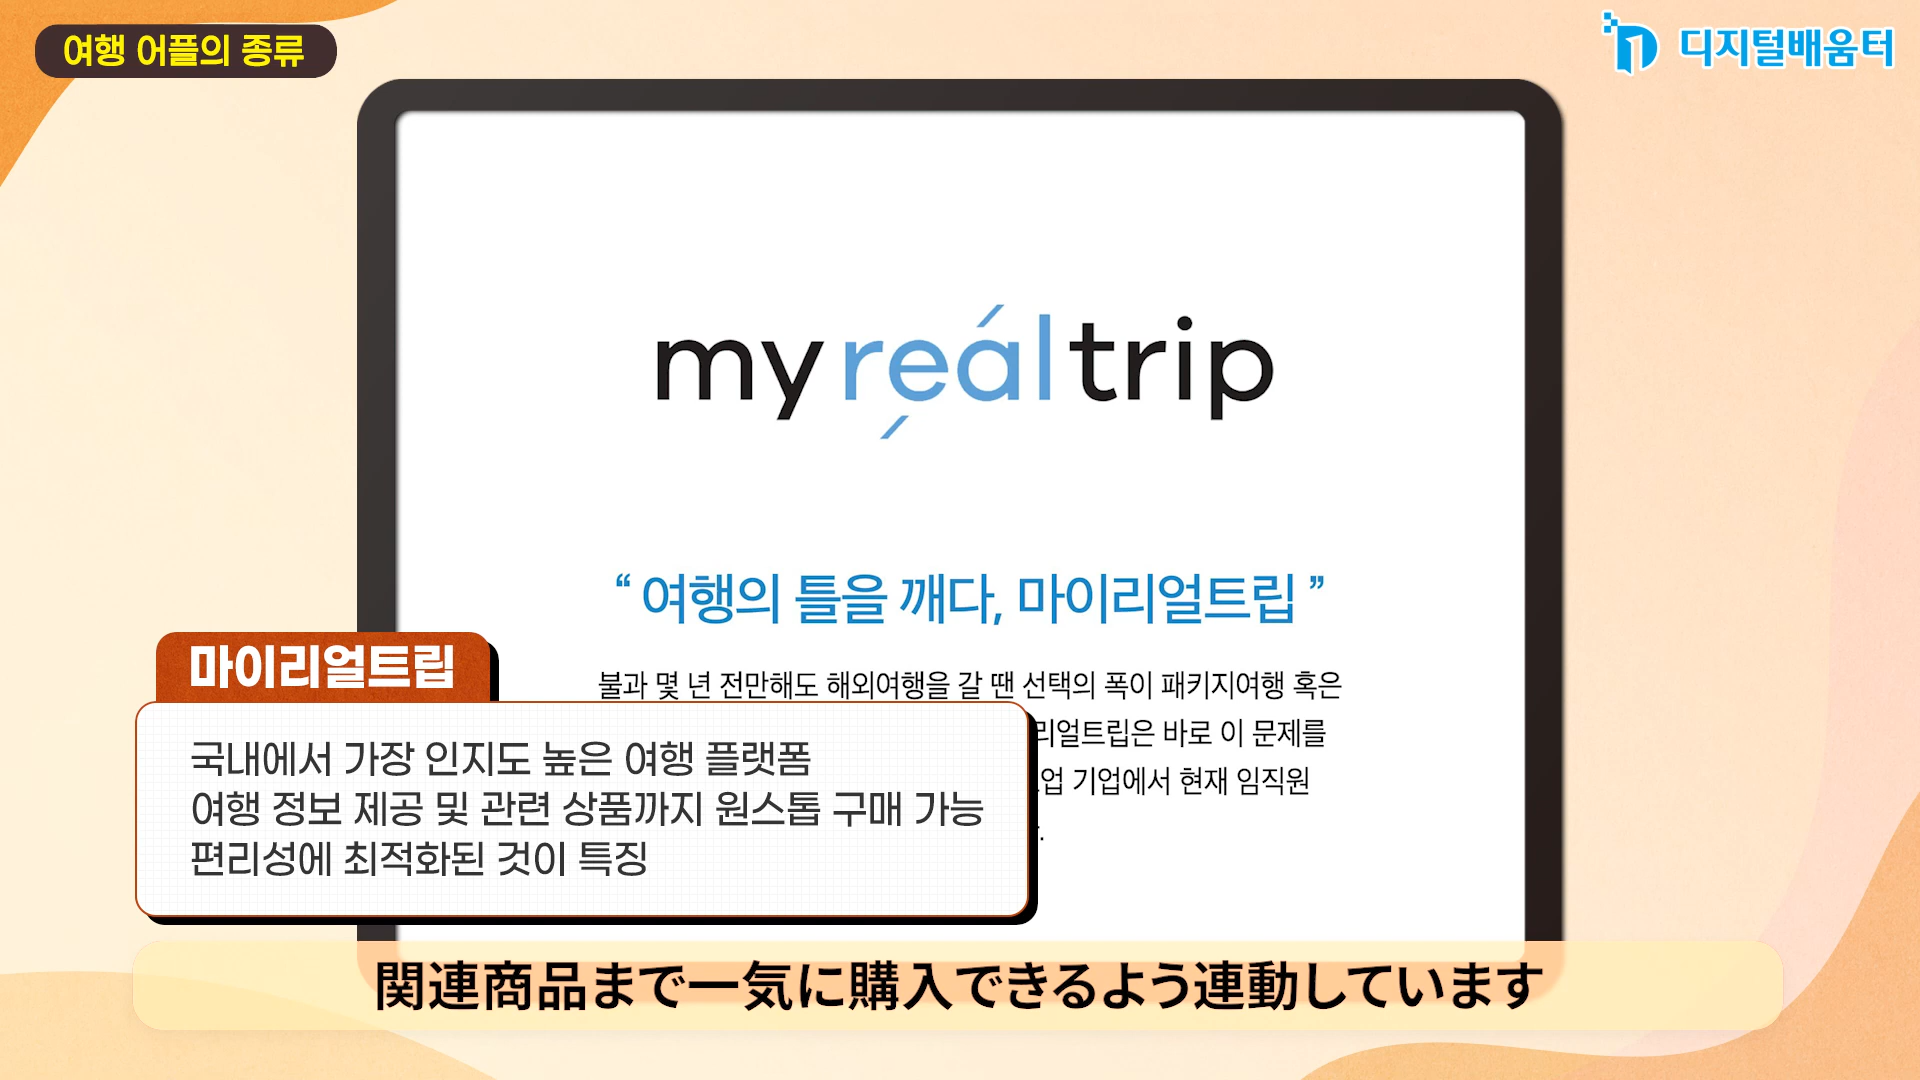 여행 어플의 종류
디지털배움터
my real trip
“ 여행의 틀을 깨다, 마이리얼트립 ”
불과 몇 년 전만해도 해외여행을 갈 땐 선택의 폭이 패키지여행 혹은
리얼트립은 바로 이 문제를
업 기업에서 현재 임직원
마이리얼트립
국내에서 가장 인지도 높은 여행 플랫폼
여행 정보 제공 및 관련 상품까지 원스톱 구매 가능
편리성에 최적화된 것이 특징
関連商品まで一気に購入できるよう連動しています